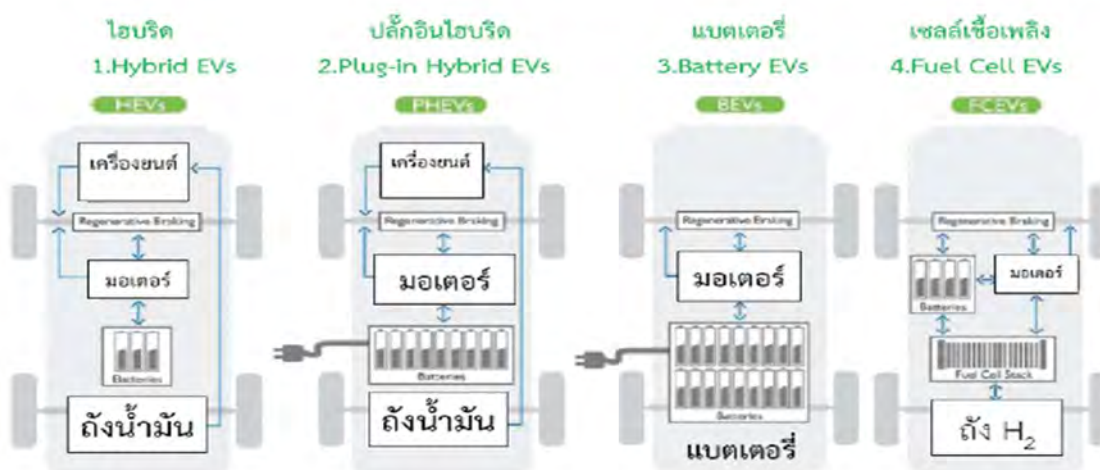 ไฮบริด
1.Hybrid EVs
HEVs
เครื่องยนต์
Regenerative Braking
มอเตอร์
Batteries
ถังน้ำมัน
ปลั๊กอินไฮบริด
2.Plug-in Hybrid EVs
PHEVs
เครื่องยนต์
Regenerative Braking
มอเตอร์
Batteries
ถังน้ำมัน
แบตเตอรี่
3.Battery EVs
BEVs
Regenerative Braking
มอเตอร์
Batteries
แบตเตอรี่
เซลล์เชื้อเพลิง
4.Fuel Cell EVs
FCEVs
Regenerative Braking
มอเตอร์
Batteries
Fuel Cell Stack
ถัง H₂